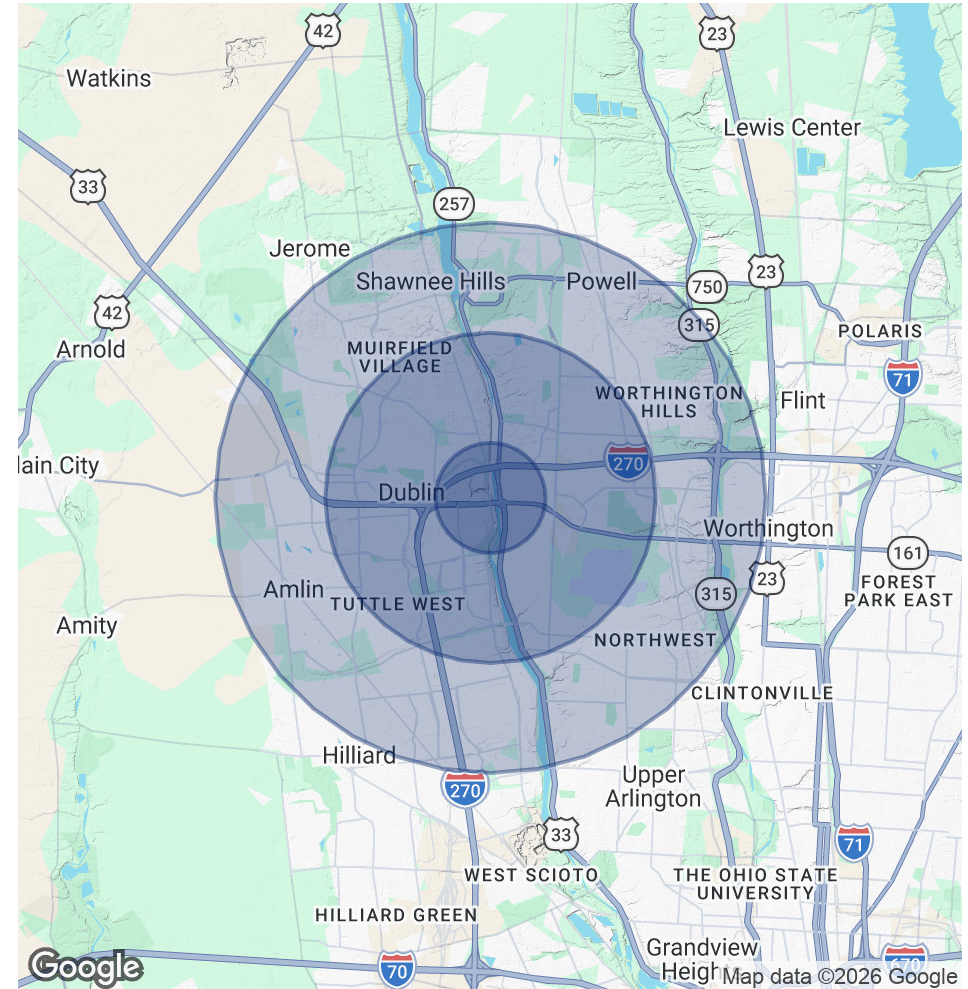 42
23
Watkins
Lewis Center
33
257
Jerome
23
Shawnee Hills
Powell
750
42
315
POLARIS
Arnold
MUIRFIELD
VILLAGE
71
WORTHINGTON
HILLS
Flint
270
lain City
Dublin
Worthington
161
23
FOREST
PARK EAST
Amlin
315
TUTTLE WEST
Amity
NORTHWEST
CLINTONVILLE
Hilliard
270
Upper
Arlington
33
71
WEST SCIOTO
THE OHIO STATE
UNIVERSITY
HILLIARD GREEN
Grandview
Heights
670
Google
70
Map data ©2026 Google